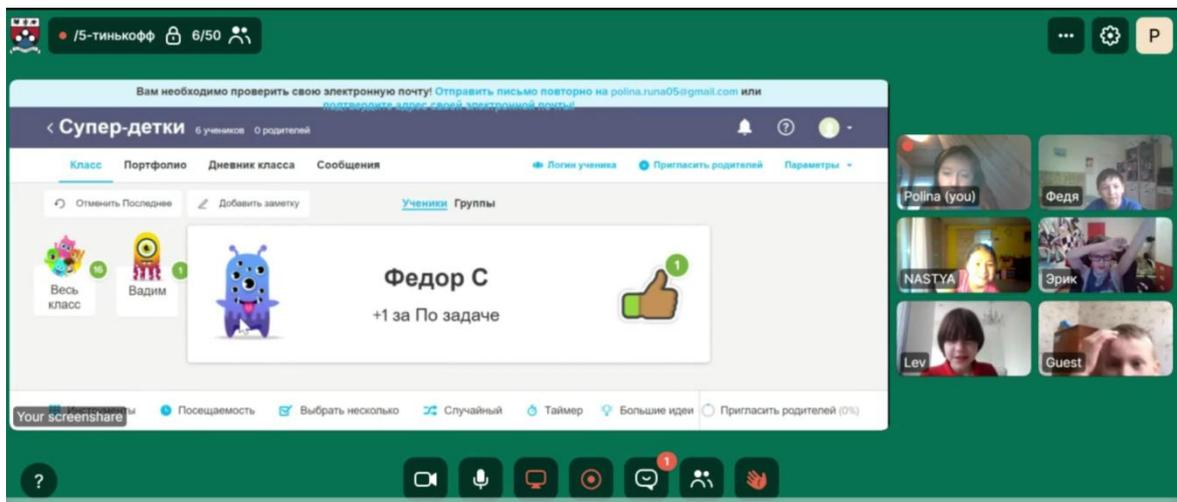 /5-тинькофф 6/50
P
Вам необходимо проверить свою электронную почту! Отправить письмо повторно на polina.runa05@gmail.com или
подтвердите адрес своей электронной почты!
Супер-детки 6 учеников 0 родителей
Класс Портфолио Дневник класса Сообщения Логин ученика Пригласить родителей Параметры
Отменить Последнее Добавить заметку Ученики Группы
Весь
класс
16
Вадим
1
Федор С
+1 за По задаче
1
Инструменты Посещаемость Выбрать несколько Случайный Таймер Большие идеи Пригласить родителей (0%)
Your screenshare
Polina (you)
Федя
NASTYA
Эрик
Lev
Guest
?
1